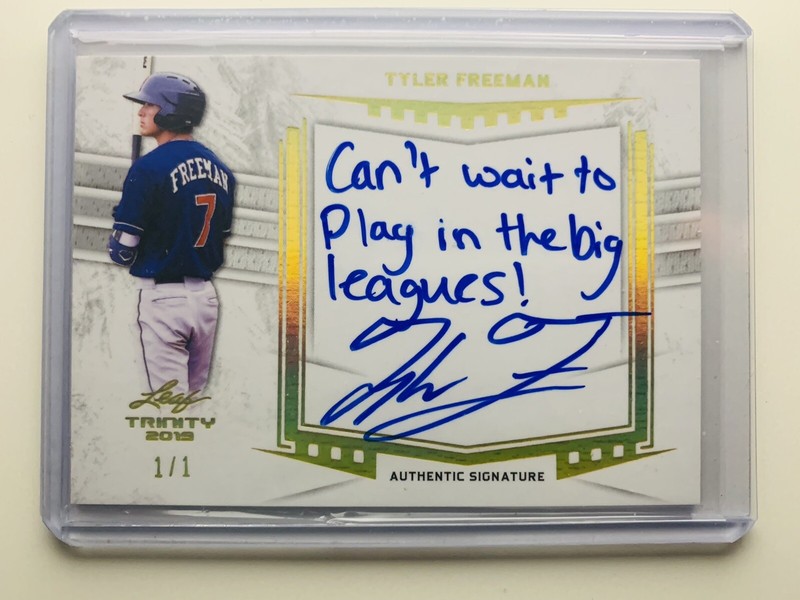 TYLER FREEMAN
FREEMAN
7
Can't wait to
Play in the big
leagues!
Leaf
TRINITY
2019
1/1
AUTHENTIC SIGNATURE